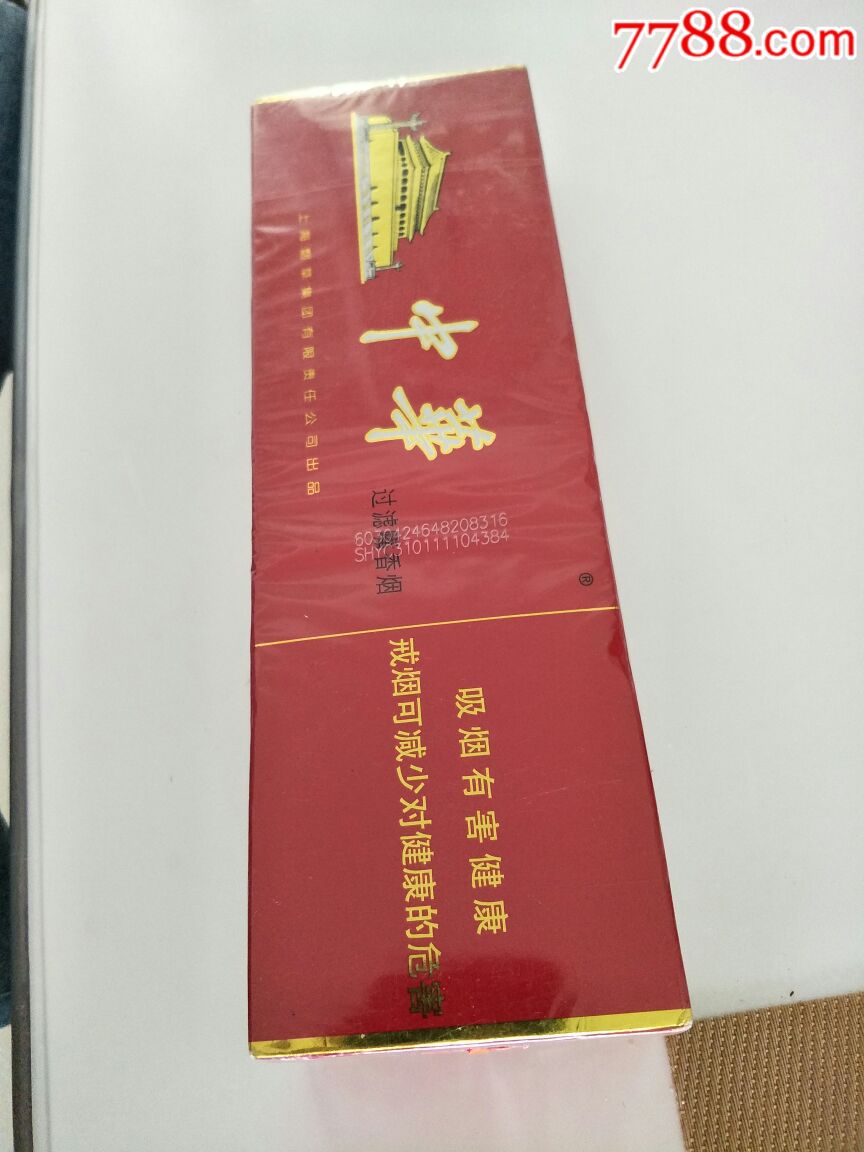 7788.com
中華
上海烟草集团有限责任公司出品
过滤嘴香烟
SHYC310111104384
®
吸烟有害健康
戒烟可减少对健康的危害